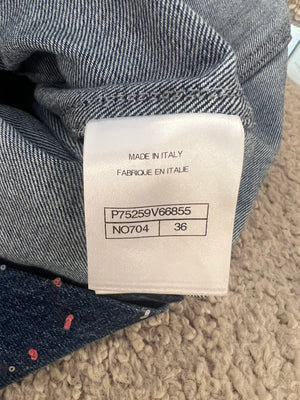 MADE IN ITALY
FABRIQUE EN ITALIE
P75259V66855
NO704 36